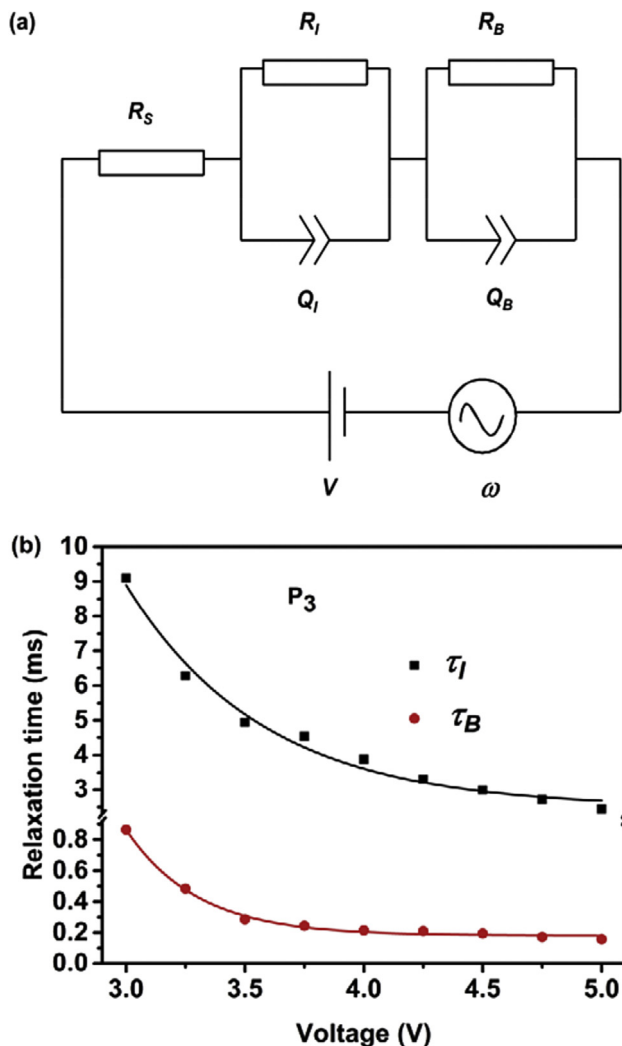 (a)
R_I R_B
R_S
Q_I Q_B
V ω
(b)
10
9
8
7
6
5
4
3
0.8
0.6
0.4
0.2
0.0
Relaxation time (ms)
P_3
τ_I
τ_B
3.0 3.5 4.0 4.5 5.0
Voltage (V)